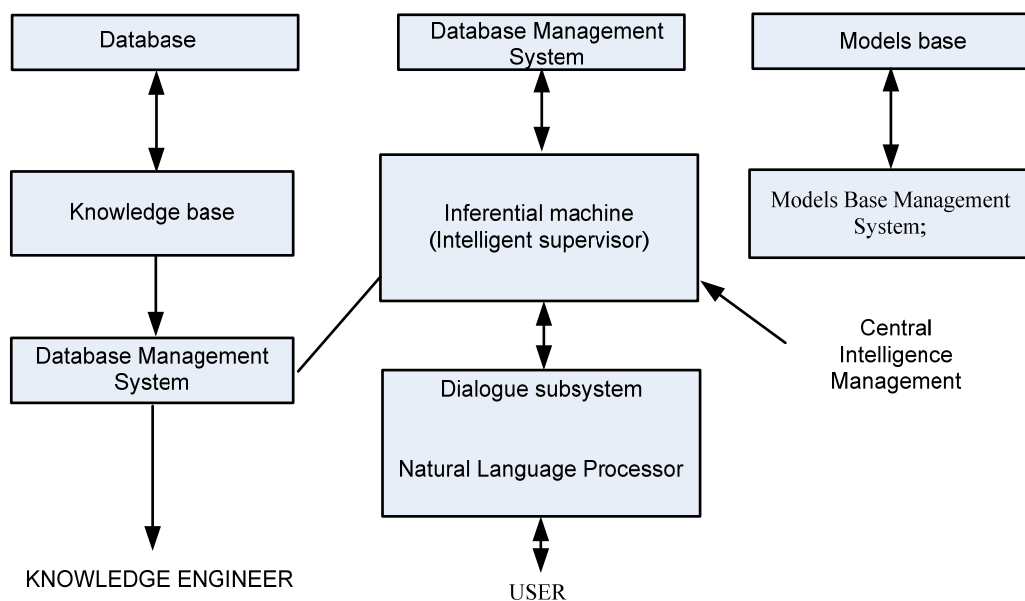 Database
Database Management
System
Models base
Knowledge base
Inferential machine
(Intelligent supervisor)
Models Base Management
System;
Database Management
System
Central
Intelligence
Management
Dialogue subsystem
Natural Language Processor
KNOWLEDGE ENGINEER
USER